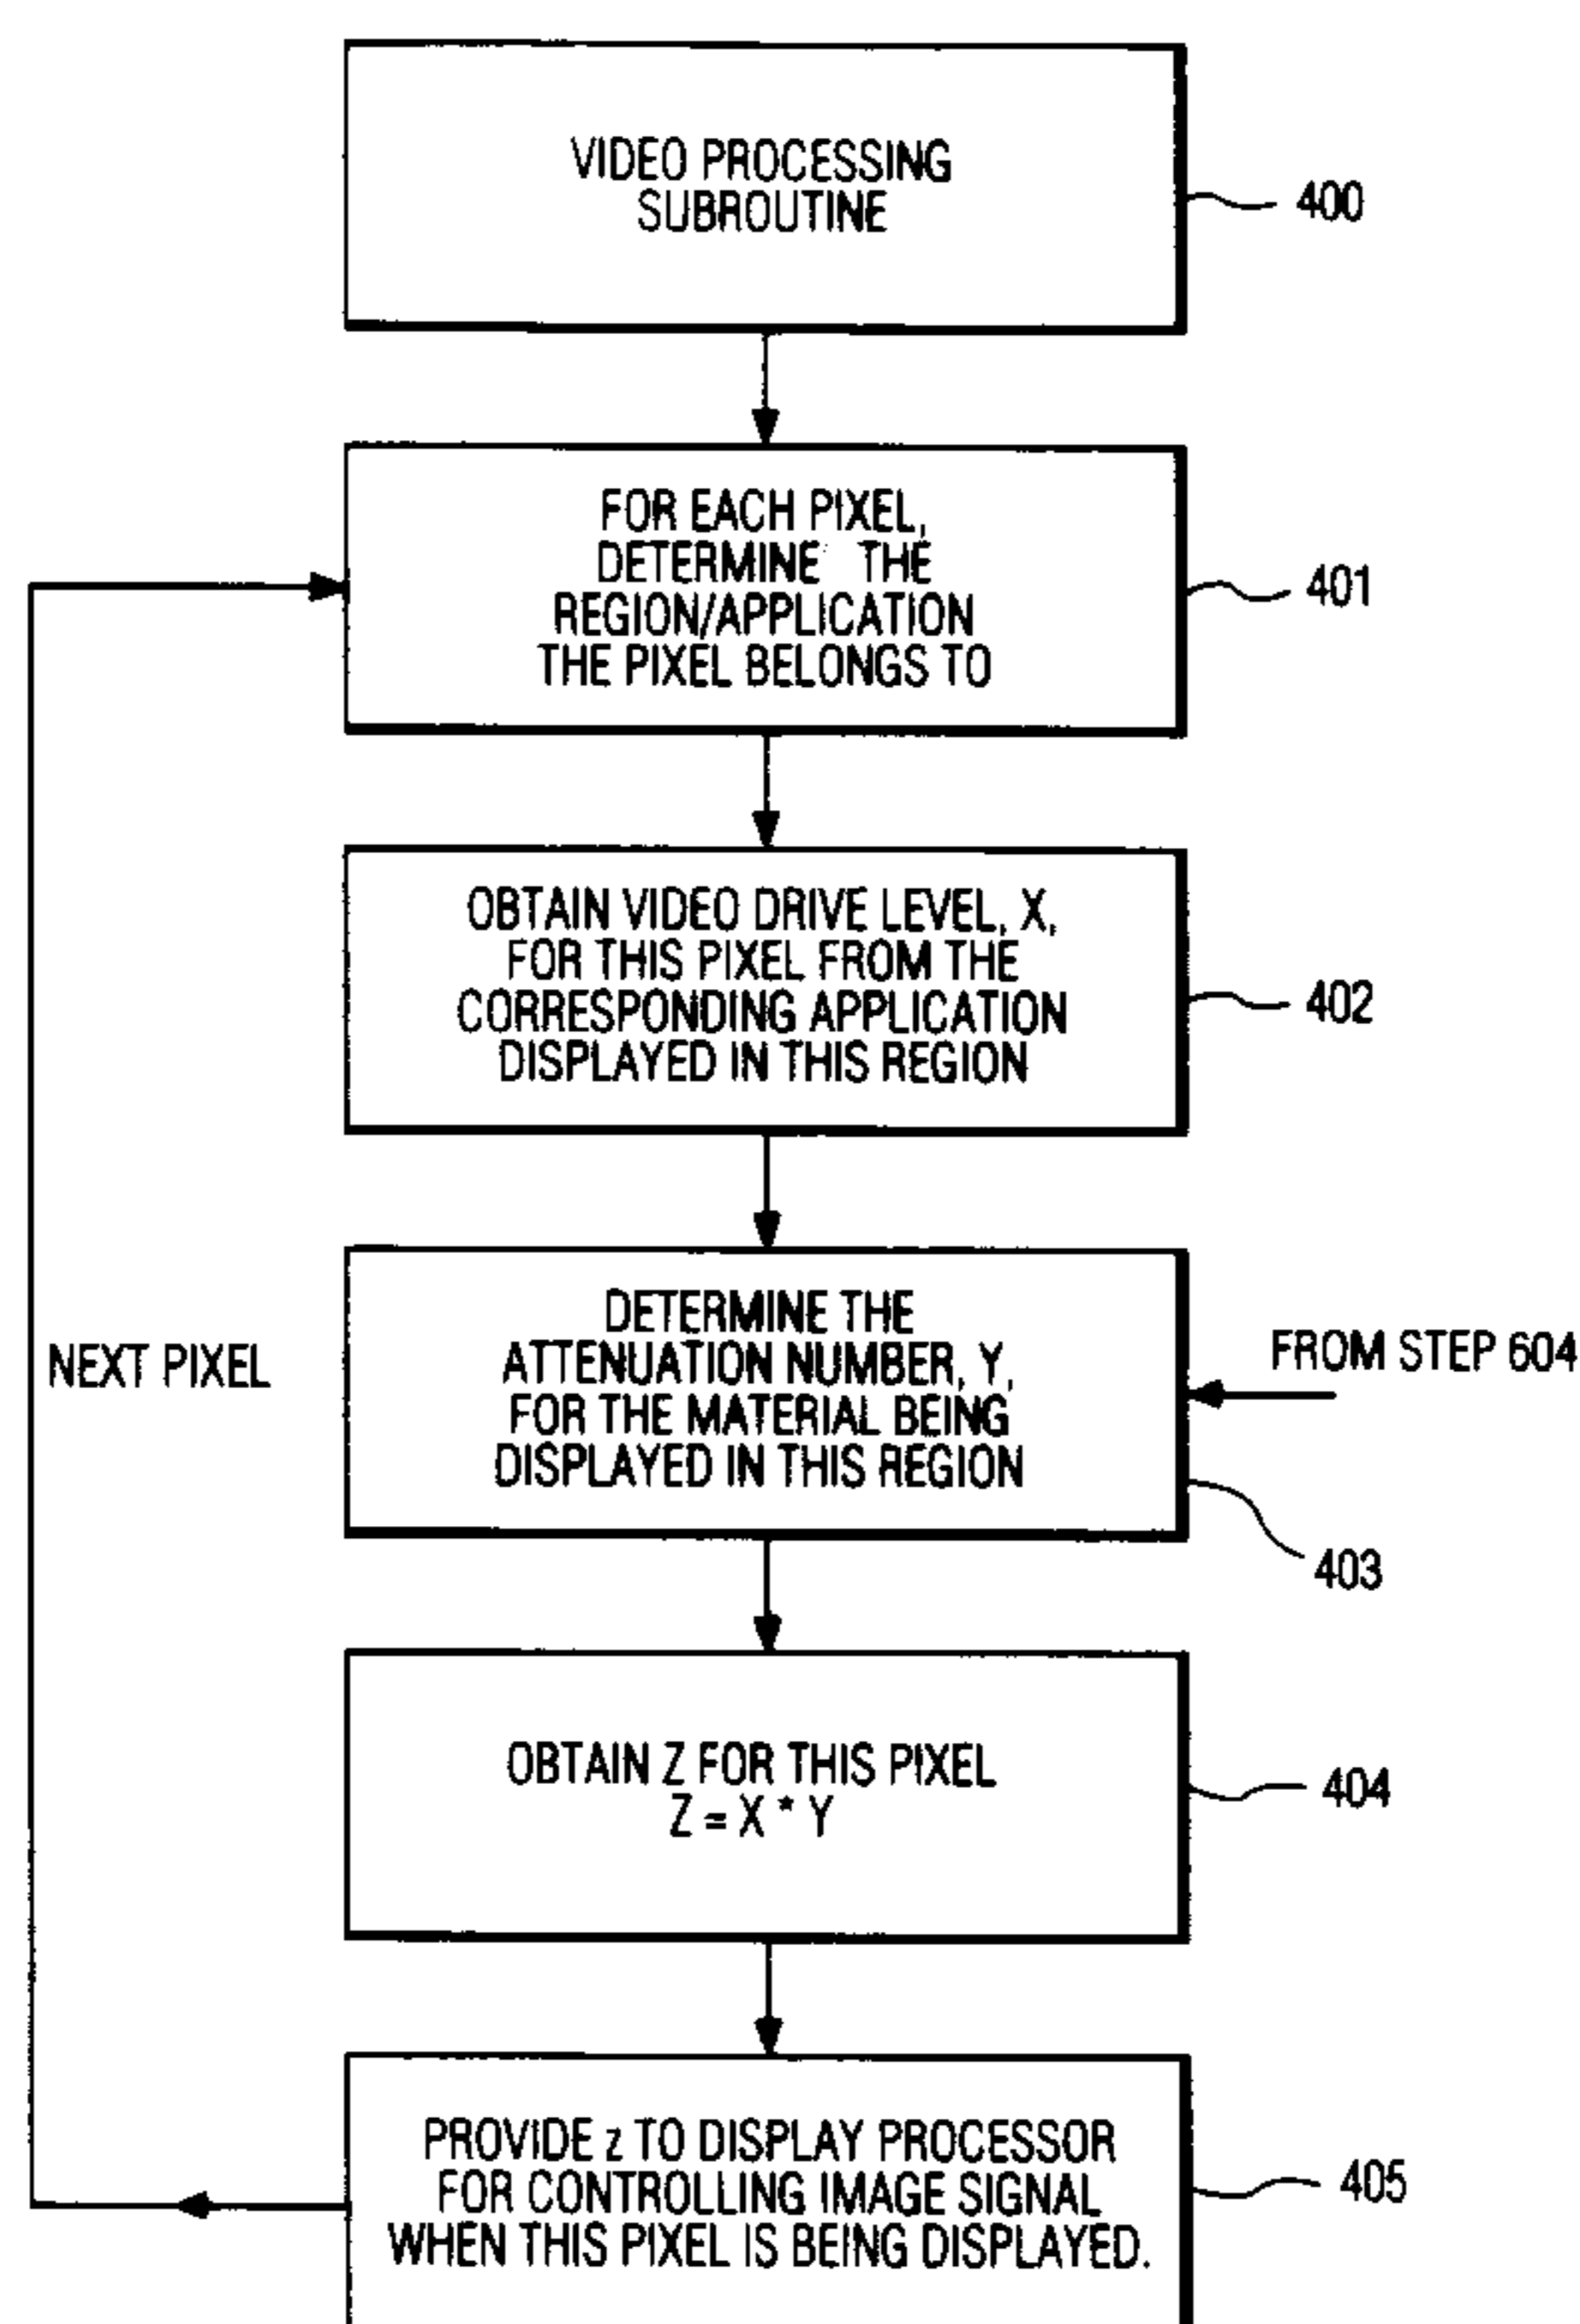 VIDEO PROCESSING
SUBROUTINE
400
FOR EACH PIXEL,
DETERMINE THE
REGION/APPLICATION
THE PIXEL BELONGS TO
401
OBTAIN VIDEO DRIVE LEVEL, X,
FOR THIS PIXEL FROM THE
CORRESPONDING APPLICATION
DISPLAYED IN THIS REGION
402
DETERMINE THE
ATTENUATION NUMBER, Y,
FOR THE MATERIAL BEING
DISPLAYED IN THIS REGION
FROM STEP 604
403
NEXT PIXEL
OBTAIN Z FOR THIS PIXEL
Z = X * Y
404
PROVIDE z TO DISPLAY PROCESSOR
FOR CONTROLLING IMAGE SIGNAL
WHEN THIS PIXEL IS BEING DISPLAYED.
405